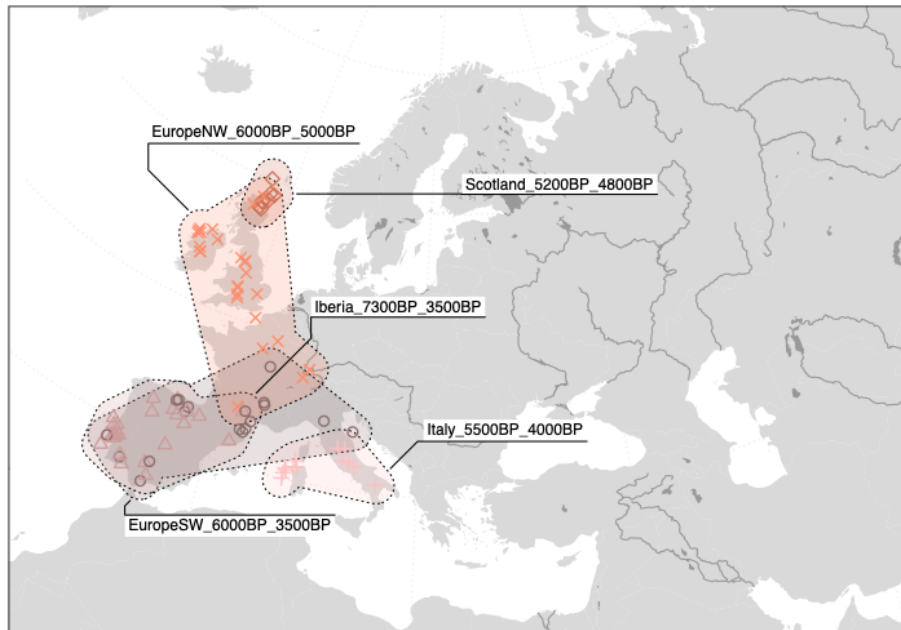 EuropeNW_6000BP_5000BP
Scotland_5200BP_4800BP
Iberia_7300BP_3500BP
Italy_5500BP_4000BP
EuropeSW_6000BP_3500BP